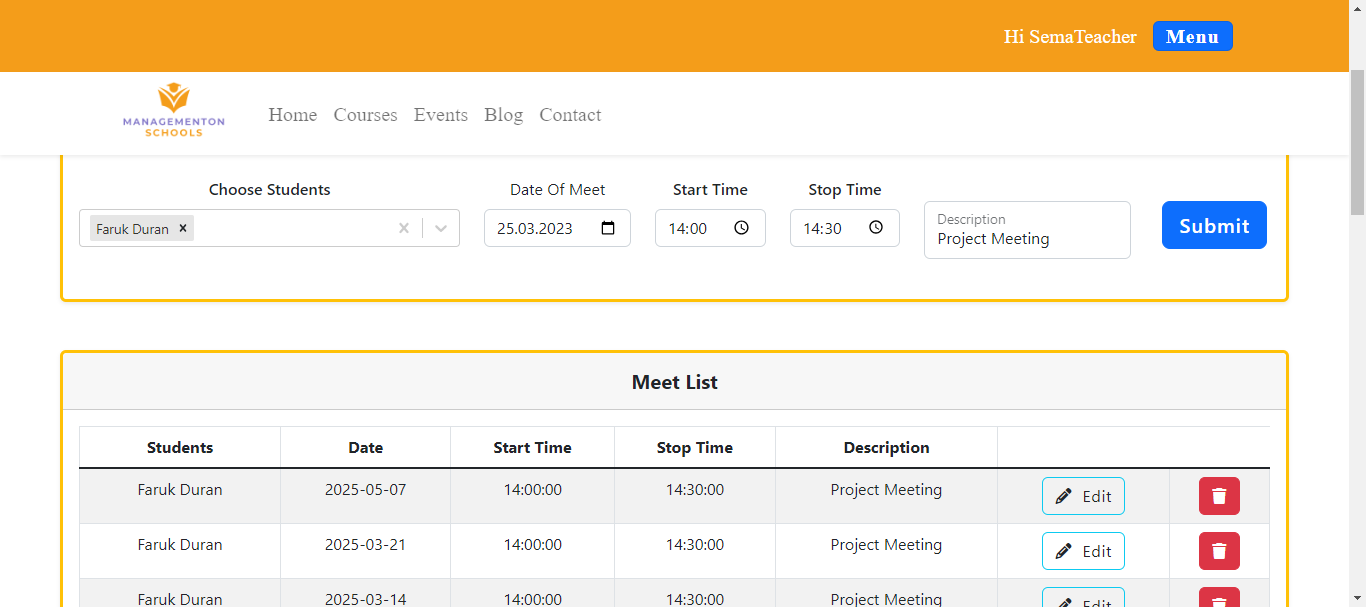 Hi SemaTeacher Menu
MANAGEMENTON
SCHOOLS
Home Courses Events Blog Contact
Choose Students Date Of Meet Start Time Stop Time
Faruk Duran × 25.03.2023 14:00 14:30
Description
Project Meeting
Submit
Meet List
Students Date Start Time Stop Time Description
Faruk Duran 2025-05-07 14:00:00 14:30:00 Project Meeting Edit
Faruk Duran 2025-03-21 14:00:00 14:30:00 Project Meeting Edit
Faruk Duran 2025-03-14 14:00:00 14:30:00 Project Meeting Edit